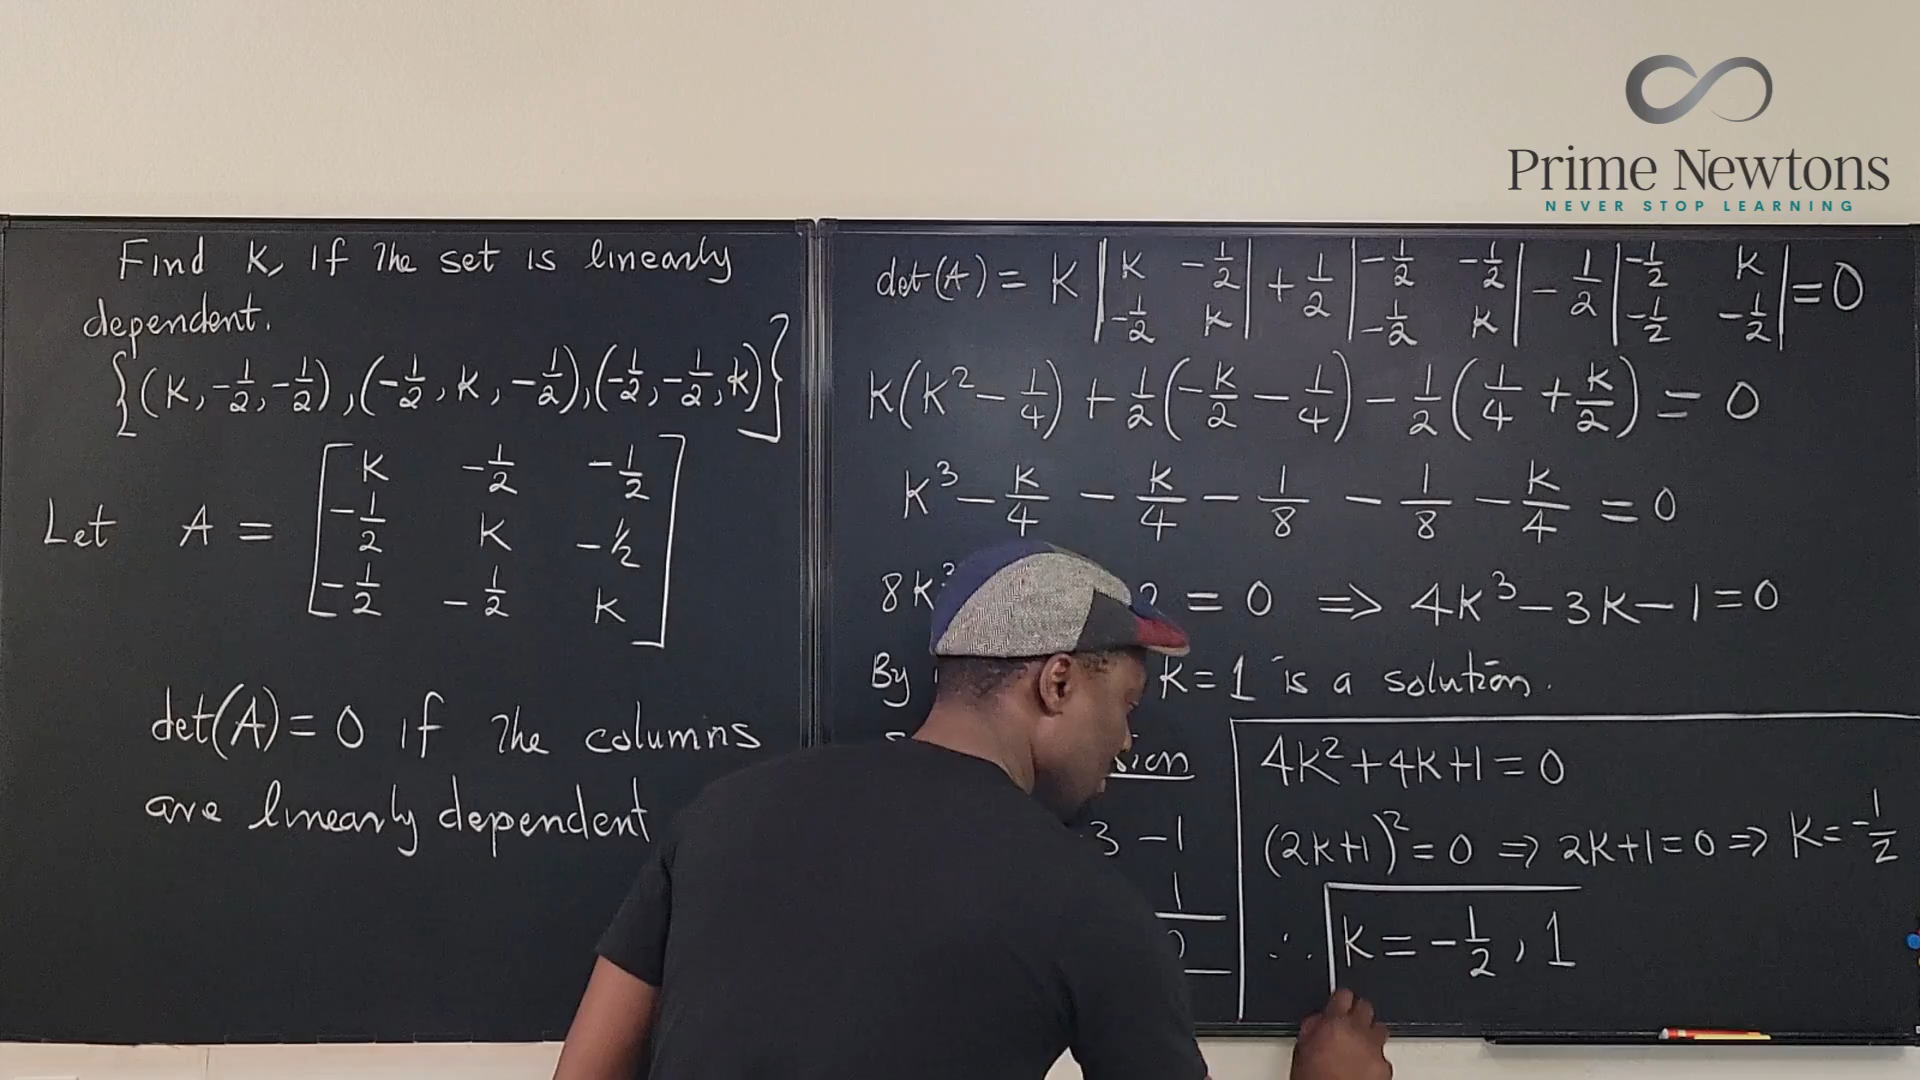 Prime Newtons
NEVER STOP LEARNING
Find K, if the set is linearly
dependent.
{(K, -1/2, -1/2), (-1/2, K, -1/2), (-1/2, -1/2, K)}
Let A = [ K -1/2 -1/2
-1/2 K -1/2
-1/2 -1/2 K ]
det(A) = 0 if the columns
are linearly dependent
det(A) = K | K -1/2 ; -1/2 K | + 1/2 | -1/2 -1/2 ; -1/2 K | - 1/2 | -1/2 K ; -1/2 -1/2 | = 0
K(K² - 1/4) + 1/2(-K/2 - 1/4) - 1/2(1/4 + K/2) = 0
K³ - K/4 - K/4 - 1/8 - 1/8 - K/4 = 0
8K³ = 0 ⇒ 4K³ - 3K - 1 = 0
By K = 1 is a solution.
3 -1
1
4K² + 4K + 1 = 0
(2K+1)² = 0 ⇒ 2K+1 = 0 ⇒ K = -1/2
∴ K = -1/2, 1